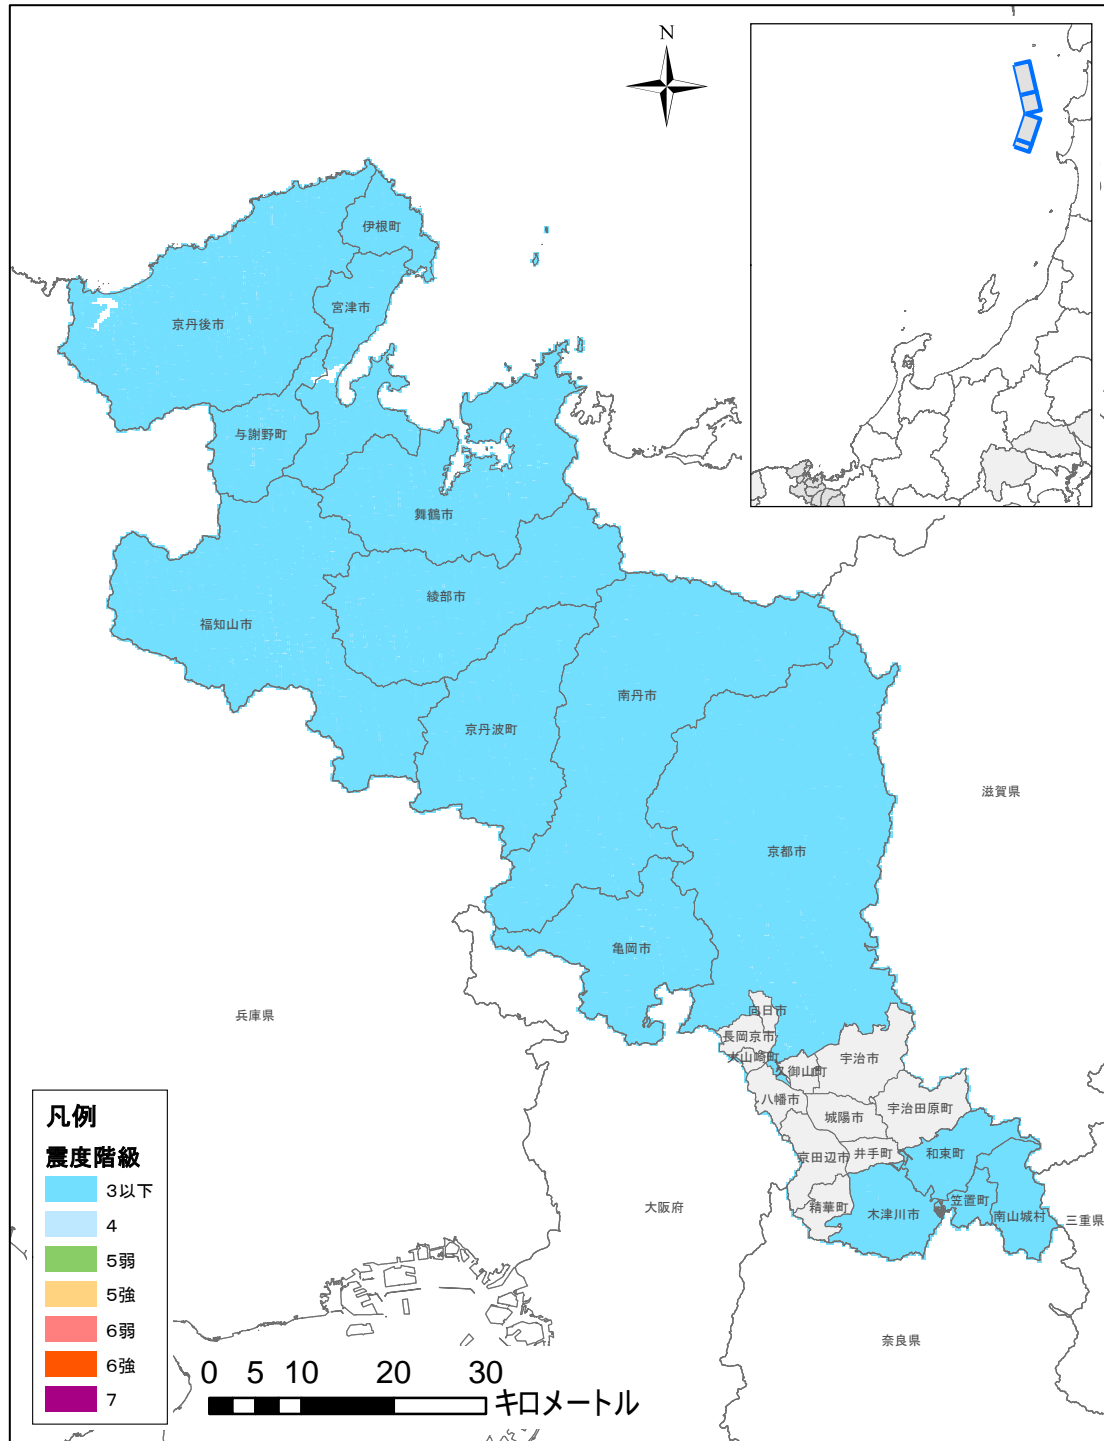 N
伊根町
宮津市
京丹後市
与謝野町
舞鶴市
綾部市
福知山市
南丹市
京丹波町
滋賀県
京都市
亀岡市
兵庫県
向日市
長岡京市
大山崎町
久御山町
宇治市
八幡市
城陽市
宇治田原町
井手町
和束町
京田辺市
精華町
木津川市
笠置町
南山城村
三重県
大阪府
奈良県
凡例
震度階級
3以下
4
5弱
5強
6弱
6強
7
0 5 10 20 30
キロメートル